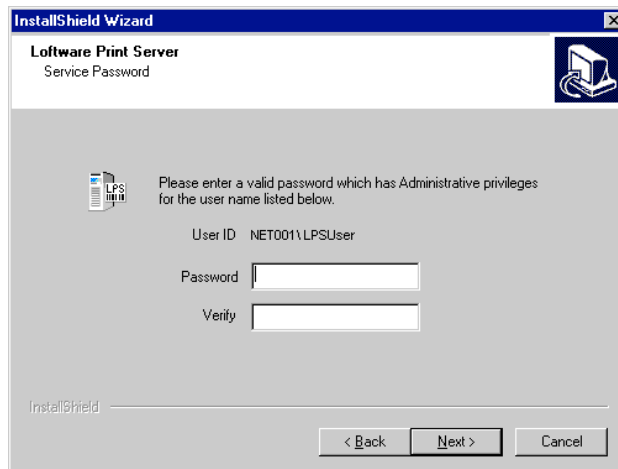 InstallShield Wizard
Loftware Print Server
Service Password
LPS
Please enter a valid password which has Administrative privileges
for the user name listed below.
User ID NET001\LPSUser
Password
Verify
InstallShield
< Back Next > Cancel